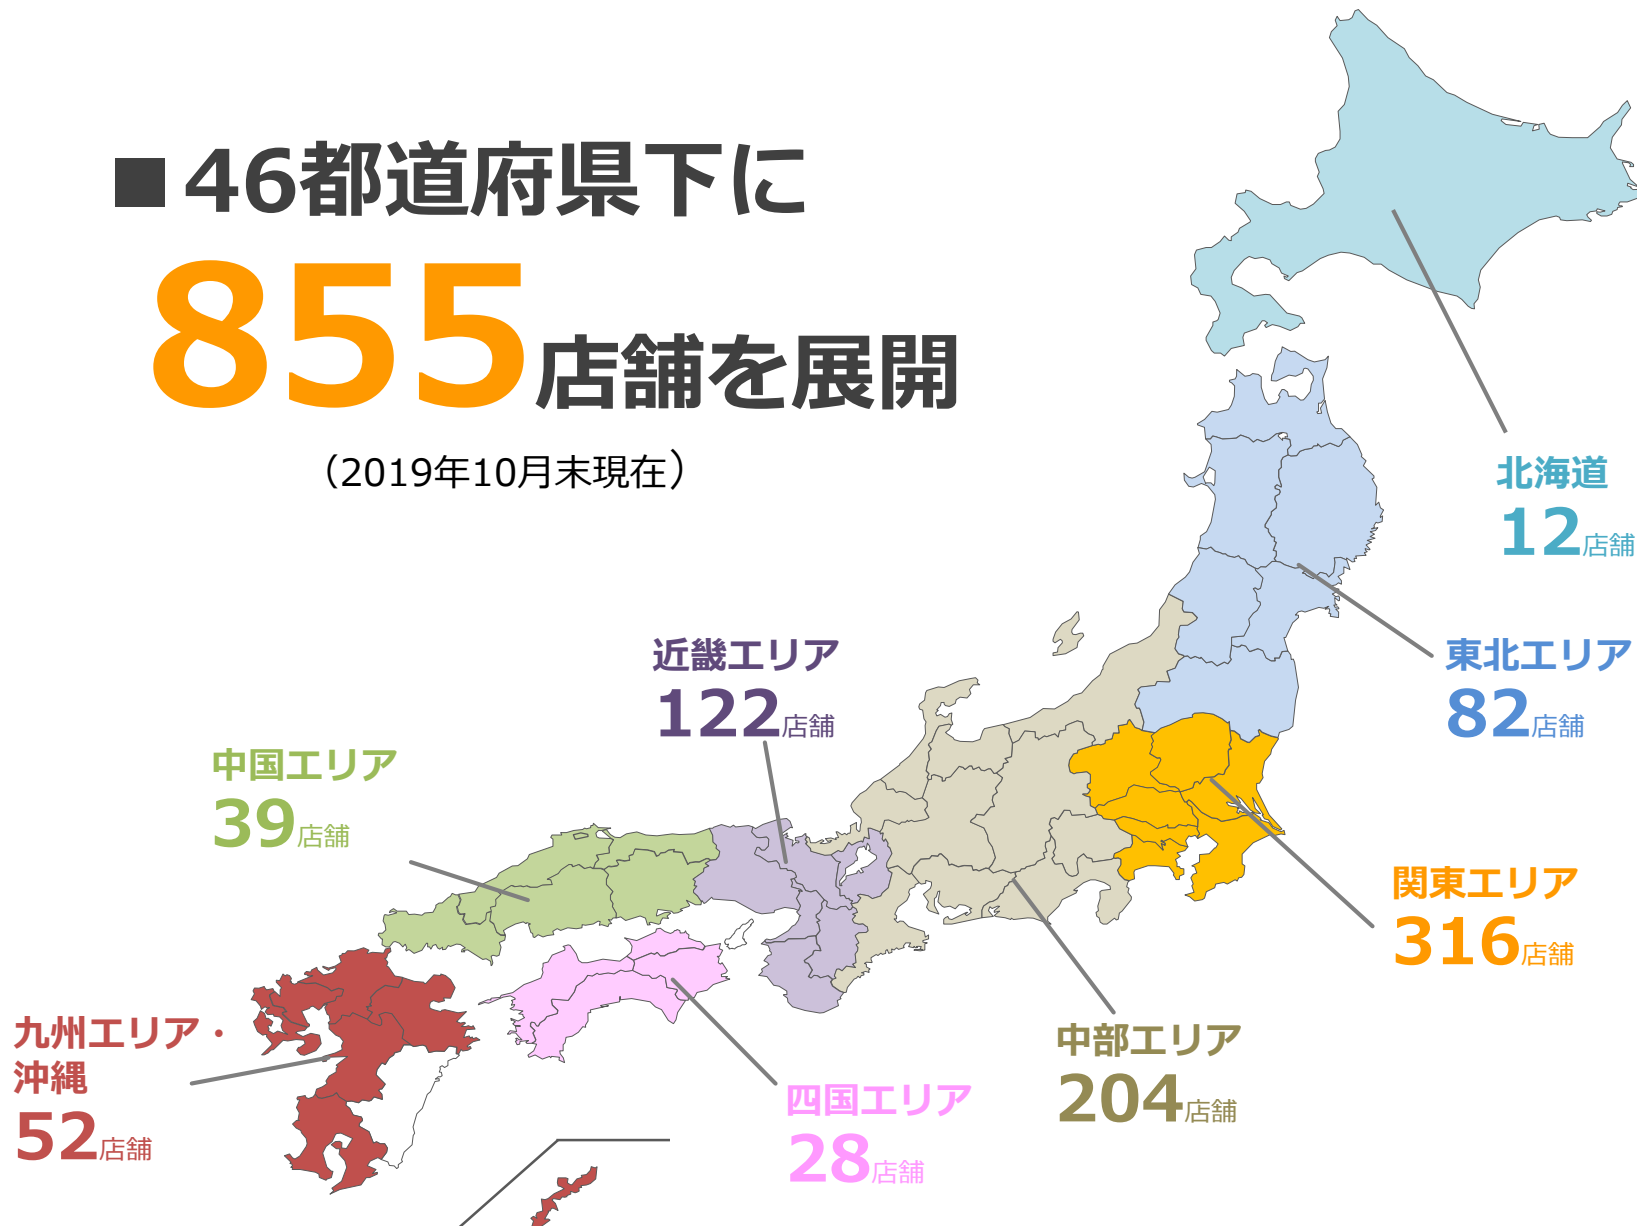 ■46都道府県下に
855店舗を展開
（2019年10月末現在）
北海道
12店舗
東北エリア
82店舗
近畿エリア
122店舗
中国エリア
39店舗
関東エリア
316店舗
九州エリア・
沖縄
52店舗
中部エリア
204店舗
四国エリア
28店舗